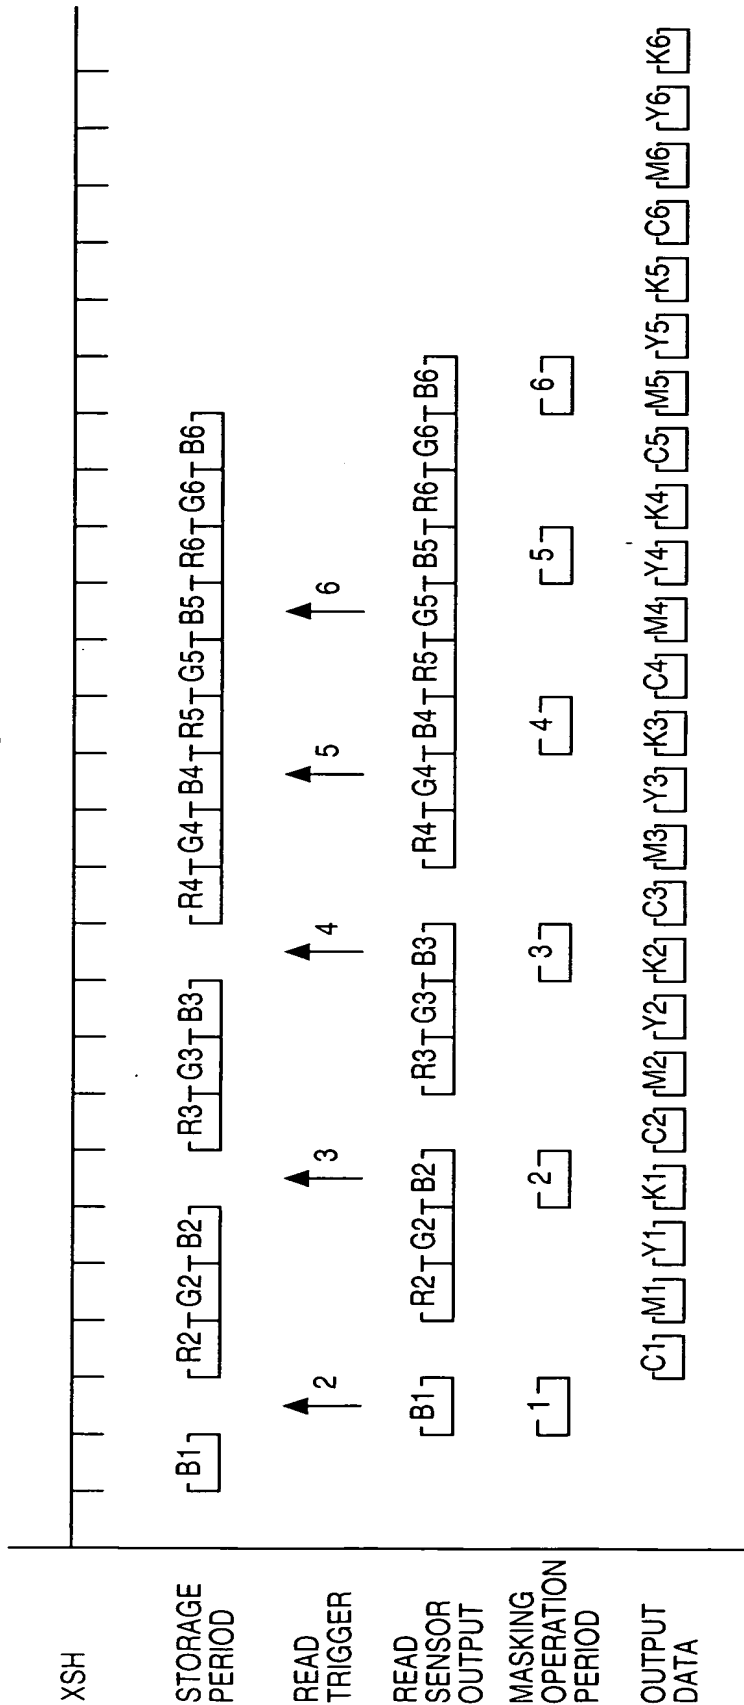 XSH
STORAGE
PERIOD
B1 R2 G2 B2 R3 G3 B3 R4 G4 B4 R5 G5 B5 R6 G6 B6
READ
TRIGGER
2 3 4 5 6
READ
SENSOR
OUTPUT
B1 R2 G2 B2 R3 G3 B3 R4 G4 B4 R5 G5 B5 R6 G6 B6
MASKING
OPERATION
PERIOD
1 2 3 4 5 6
OUTPUT
DATA
C1 M1 Y1 K1 C2 M2 Y2 K2 C3 M3 Y3 K3 C4 M4 Y4 K4 C5 M5 Y5 K5 C6 M6 Y6 K6